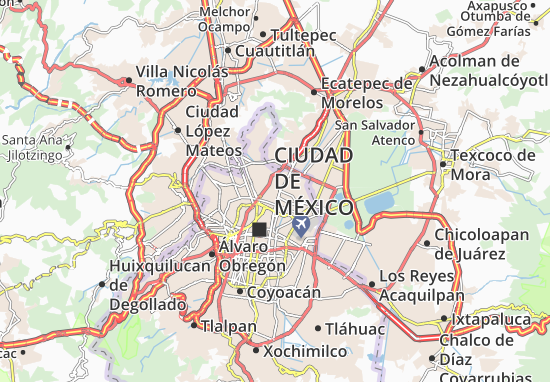 Melchor
Ocampo
Tultepec
Cuautitlán
Axapusco
Otumba de
Gómez Farías
Villa Nicolás
Romero
Ecatepec de
Morelos
Acolman de
Nezahualcóyotl
Ciudad
López
Mateos
Santa Ana
Jilotzingo
San Salvador
Atenco
Texcoco de
Mora
CIUDAD
DE
MÉXICO
Álvaro
Obregón
Chicoloapan
de Juárez
Huixquilucan
de
Degollado
Coyoacán
Los Reyes
Acaquilpan
Tlalpan
Tláhuac
Ixtapaluca
Chalco de
Díaz
Covarrubias
Xochimilco